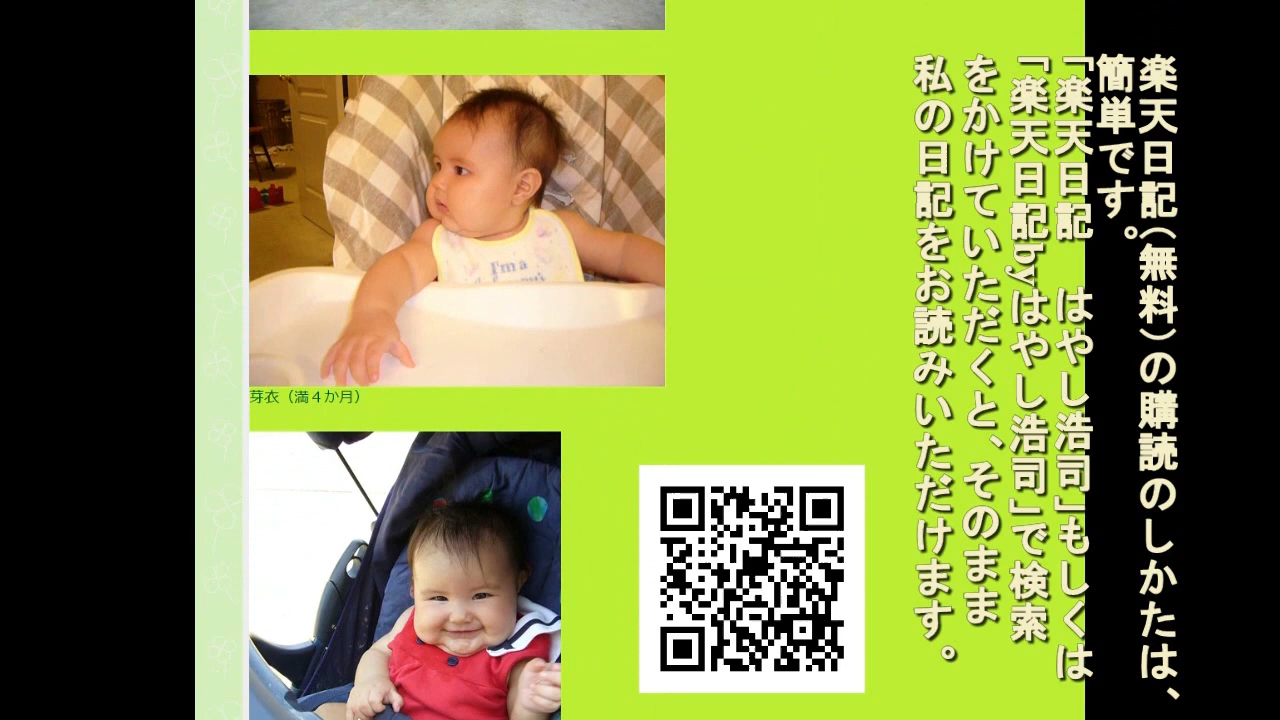 楽天日記(無料)の購読のしかたは、
簡単です。
「楽天日記 はやし浩司」もしくは
「楽天日記byはやし浩司」で検索
をかけていただくと、そのまま
私の日記をお読みいただけます。
I'm a
芽衣(満4か月)